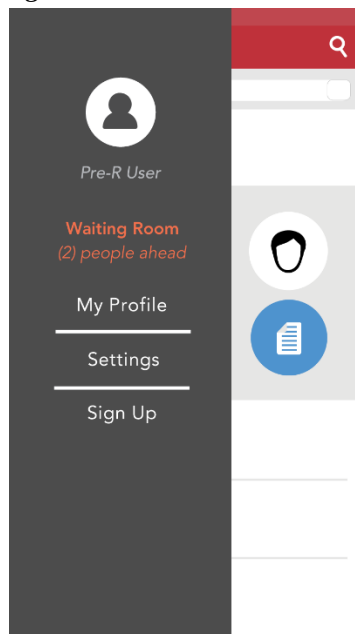 Pre-R User
Waiting Room
(2) people ahead
My Profile
Settings
Sign Up